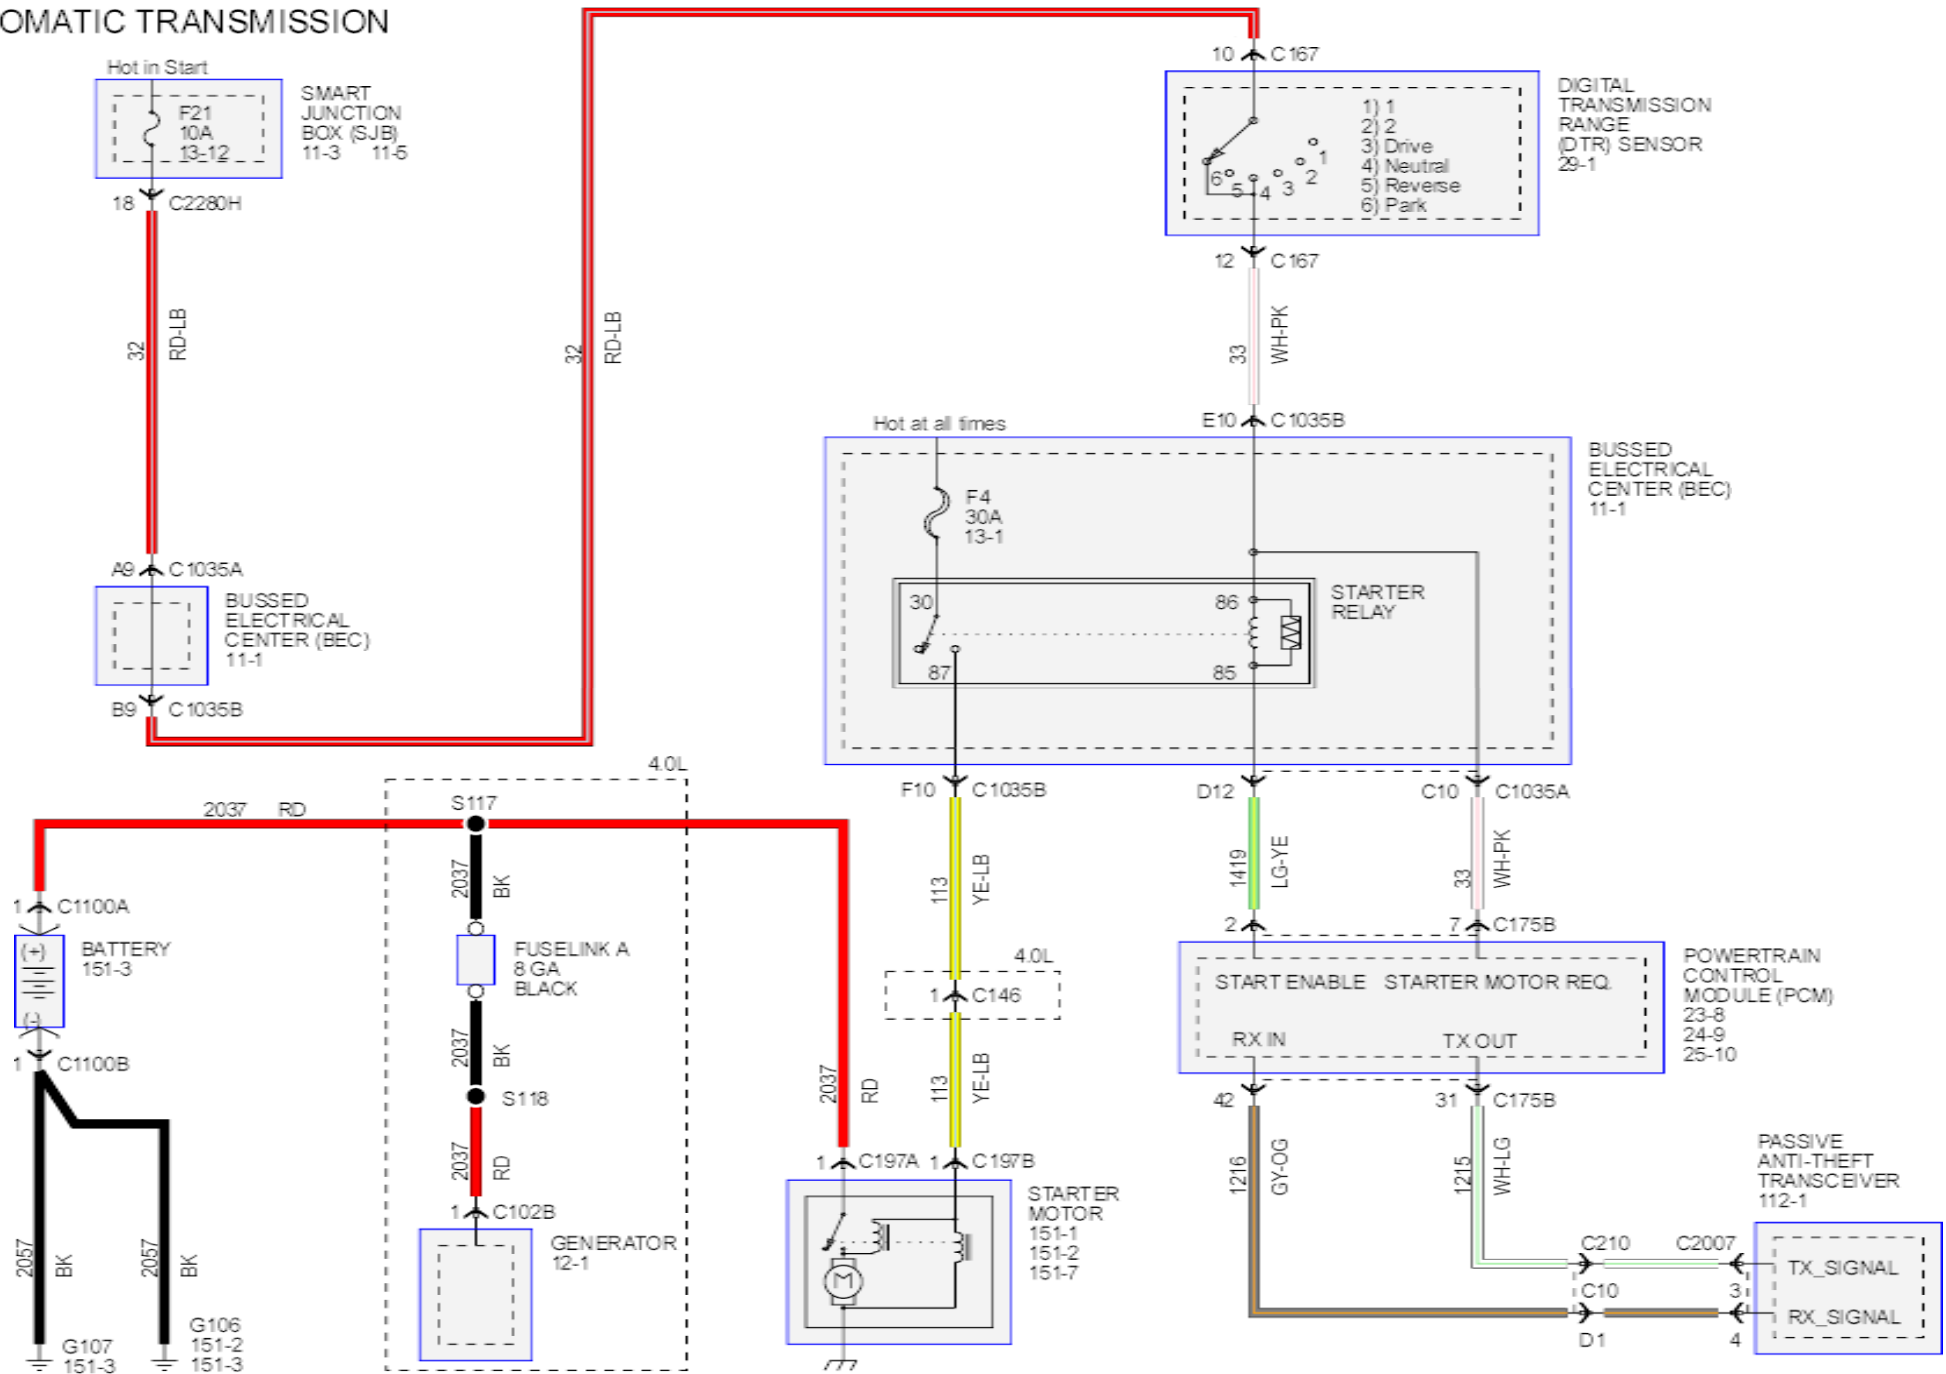 OMATIC TRANSMISSION
Hot in Start
F21
10A
13-12
SMART
JUNCTION
BOX (SJB)
11-3 11-5
18 C2280H
32 RD-LB
A9 C1035A
BUSSED
ELECTRICAL
CENTER (BEC)
11-1
B9 C1035B
32 RD-LB
10 C167
DIGITAL
TRANSMISSION
RANGE
(DTR) SENSOR
29-1
1) 1
2) 2
3) Drive
4) Neutral
5) Reverse
6) Park
6 5 4 3 2 1
12 C167
33 WH-PK
E10 C1035B
Hot at all times
F4
30A
13-1
BUSSED
ELECTRICAL
CENTER (BEC)
11-1
30
87
86
85
STARTER
RELAY
F10 C1035B
D12
C10 C1035A
113 YE-LB
1419 LG-YE
33 WH-PK
4.0L
1 C146
113 YE-LB
2
7 C175B
START ENABLE STARTER MOTOR REQ.
RX IN TX OUT
POWERTRAIN
CONTROL
MODULE (PCM)
23-8
24-9
25-10
42
31 C175B
1216 GY-OG
1215 WH-LG
PASSIVE
ANTI-THEFT
TRANSCEIVER
112-1
C210 C2007
TX_SIGNAL
C10 3
RX_SIGNAL
D1 4
4.0L
2037 RD
S117
1 C1100A
(+)
(-)
BATTERY
151-3
1 C1100B
2057 BK
2057 BK
G107
151-3
G106
151-2
151-3
2037 BK
FUSELINK A
8 GA
BLACK
2037 BK
S118
2037 RD
1 C102B
GENERATOR
12-1
2037 RD
1 C197A
1 C197B
M
STARTER
MOTOR
151-1
151-2
151-7